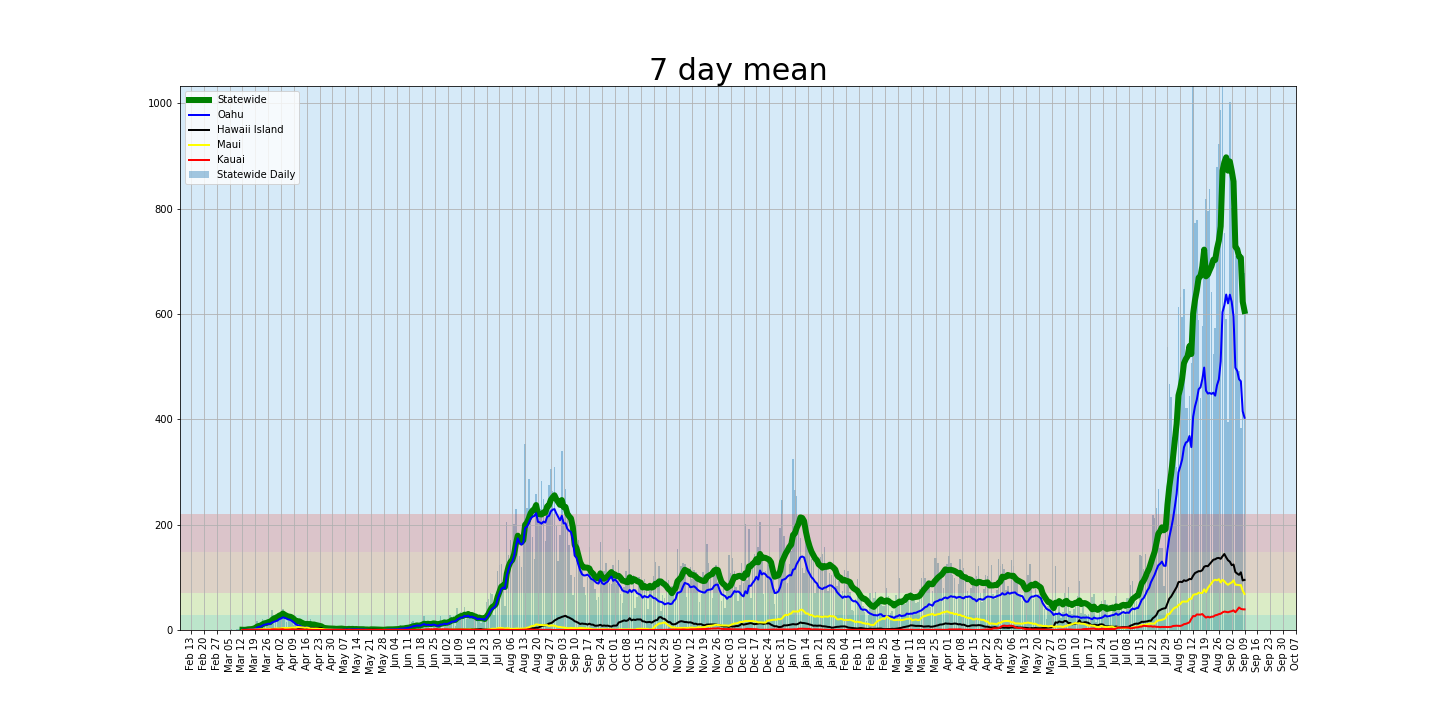 7 day mean
1000
800
600
400
200
0
Statewide
Oahu
Hawaii Island
Maui
Kauai
Statewide Daily
Feb 13
Feb 20
Feb 27
Mar 05
Mar 12
Mar 19
Mar 26
Apr 02
Apr 09
Apr 16
Apr 23
Apr 30
May 07
May 14
May 21
May 28
Jun 04
Jun 11
Jun 18
Jun 25
Jul 02
Jul 09
Jul 16
Jul 23
Jul 30
Aug 06
Aug 13
Aug 20
Aug 27
Sep 03
Sep 10
Sep 17
Sep 24
Oct 01
Oct 08
Oct 15
Oct 22
Oct 29
Nov 05
Nov 12
Nov 19
Nov 26
Dec 03
Dec 10
Dec 17
Dec 24
Dec 31
Jan 07
Jan 14
Jan 21
Jan 28
Feb 04
Feb 11
Feb 18
Feb 25
Mar 04
Mar 11
Mar 18
Mar 25
Apr 01
Apr 08
Apr 15
Apr 22
Apr 29
May 06
May 13
May 20
May 27
Jun 03
Jun 10
Jun 17
Jun 24
Jul 01
Jul 08
Jul 15
Jul 22
Jul 29
Aug 05
Aug 12
Aug 19
Aug 26
Sep 02
Sep 09
Sep 16
Sep 23
Sep 30
Oct 07